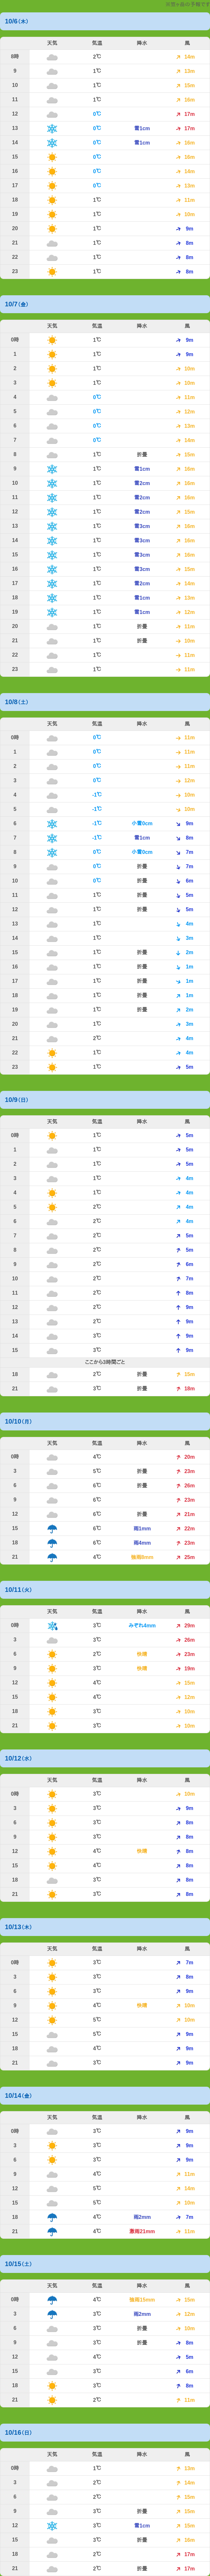 10/6(木)
天気 気温 降水 風
8時 2℃ 14m
9 1℃ 13m
10 1℃ 15m
11 1℃ 16m
12 0℃ 17m
13 0℃ 雪1cm 17m
14 0℃ 雪1cm 16m
15 0℃ 16m
16 0℃ 14m
17 0℃ 13m
18 1℃ 11m
19 1℃ 10m
20 1℃ 9m
21 1℃ 8m
22 1℃ 8m
23 1℃ 8m
10/7(金)
天気 気温 降水 風
0時 1℃ 9m
1 1℃ 9m
2 1℃ 10m
3 1℃ 10m
4 0℃ 11m
5 0℃ 12m
6 0℃ 13m
7 0℃ 14m
8 1℃ 折畳 15m
9 1℃ 雪1cm 16m
10 1℃ 雪2cm 16m
11 1℃ 雪2cm 16m
12 1℃ 雪2cm 15m
13 1℃ 雪3cm 16m
14 1℃ 雪3cm 16m
15 1℃ 雪3cm 16m
16 1℃ 雪3cm 15m
17 1℃ 雪2cm 14m
18 1℃ 雪1cm 13m
19 1℃ 雪1cm 12m
20 1℃ 折畳 11m
21 1℃ 折畳 10m
22 1℃ 11m
23 1℃ 11m
10/8(土)
天気 気温 降水 風
0時 0℃ 11m
1 0℃ 11m
2 0℃ 11m
3 0℃ 12m
4 -1℃ 10m
5 -1℃ 10m
6 -1℃ 小雪0cm 9m
7 -1℃ 雪1cm 8m
8 0℃ 小雪0cm 7m
9 0℃ 折畳 7m
10 0℃ 折畳 6m
11 1℃ 折畳 5m
12 1℃ 折畳 5m
13 1℃ 4m
14 1℃ 3m
15 1℃ 折畳 2m
16 1℃ 折畳 1m
17 1℃ 折畳 1m
18 1℃ 折畳 1m
19 1℃ 折畳 2m
20 1℃ 3m
21 2℃ 4m
22 1℃ 4m
23 1℃ 5m
10/9(日)
天気 気温 降水 風
0時 1℃ 5m
1 1℃ 5m
2 1℃ 5m
3 1℃ 4m
4 1℃ 4m
5 2℃ 4m
6 2℃ 4m
7 2℃ 5m
8 2℃ 5m
9 2℃ 6m
10 2℃ 7m
11 2℃ 8m
12 2℃ 9m
13 2℃ 9m
14 3℃ 9m
15 3℃ 9m
ここから3時間ごと
18 2℃ 折畳 15m
21 3℃ 折畳 18m
10/10(月)
天気 気温 降水 風
0時 4℃ 20m
3 5℃ 折畳 23m
6 6℃ 折畳 26m
9 6℃ 23m
12 6℃ 折畳 21m
15 6℃ 雨1mm 22m
18 6℃ 雨4mm 23m
21 4℃ 強雨8mm 25m
10/11(火)
天気 気温 降水 風
0時 3℃ みぞれ4mm 29m
3 3℃ 26m
6 2℃ 快晴 23m
9 3℃ 快晴 19m
12 4℃ 15m
15 4℃ 12m
18 3℃ 10m
21 3℃ 10m
10/12(水)
天気 気温 降水 風
0時 3℃ 10m
3 3℃ 9m
6 3℃ 8m
9 3℃ 8m
12 4℃ 快晴 8m
15 4℃ 8m
18 3℃ 8m
21 3℃ 8m
10/13(木)
天気 気温 降水 風
0時 3℃ 7m
3 3℃ 8m
6 3℃ 9m
9 4℃ 快晴 10m
12 5℃ 10m
15 5℃ 9m
18 4℃ 9m
21 3℃ 9m
10/14(金)
天気 気温 降水 風
0時 3℃ 9m
3 3℃ 9m
6 3℃ 9m
9 4℃ 11m
12 5℃ 14m
15 5℃ 10m
18 4℃ 雨2mm 7m
21 4℃ 豪雨21mm 11m
10/15(土)
天気 気温 降水 風
0時 4℃ 強雨15mm 15m
3 3℃ 雨2mm 12m
6 3℃ 折畳 10m
9 3℃ 折畳 8m
12 4℃ 5m
15 3℃ 6m
18 3℃ 8m
21 2℃ 11m
10/16(日)
天気 気温 降水 風
0時 1℃ 13m
3 2℃ 14m
6 2℃ 15m
9 3℃ 折畳 15m
12 3℃ 雪1cm 15m
15 3℃ 折畳 16m
18 2℃ 17m
21 2℃ 折畳 17m